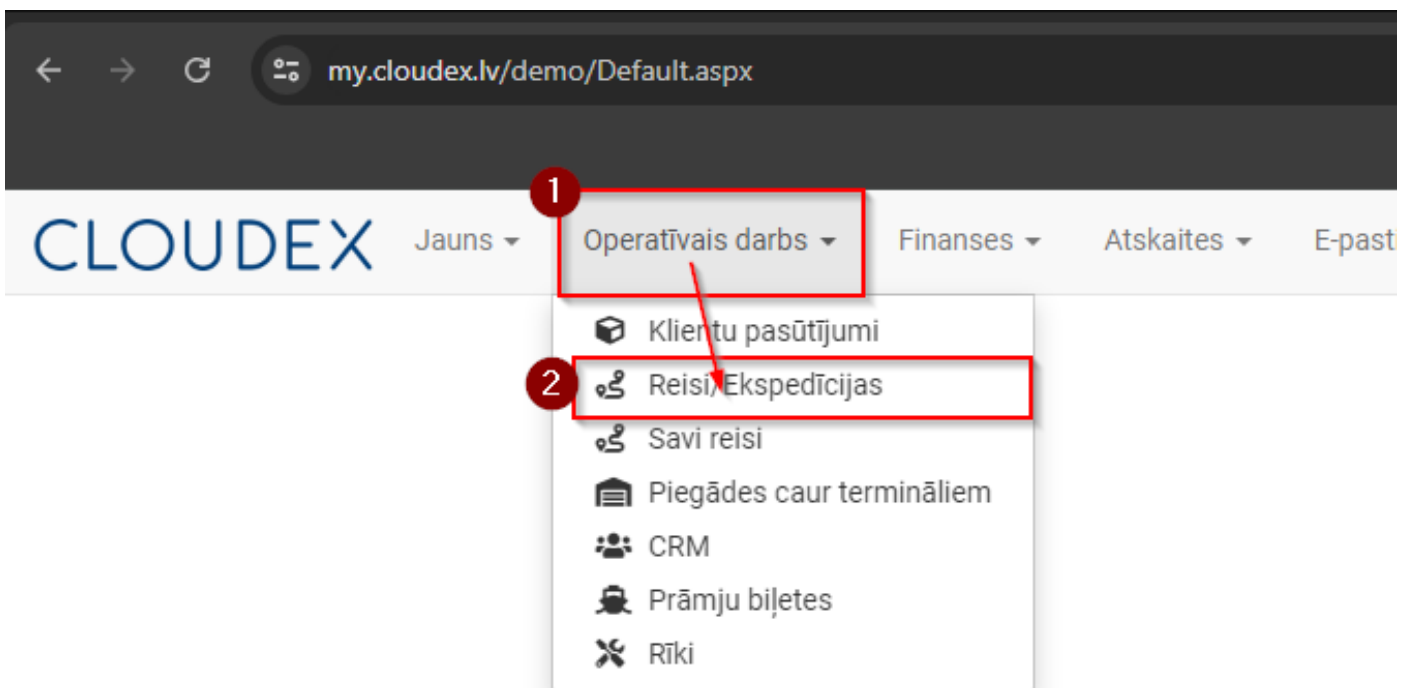 my.cloudex.lv/demo/Default.aspx
1
CLOUDEX Jauns Operatīvais darbs Finanses Atskaites E-pasti
Klientu pasūtījumi
2 Reisi/Ekspedīcijas
Savi reisi
Piegādes caur termināliem
CRM
Prāmju biļetes
Rīki